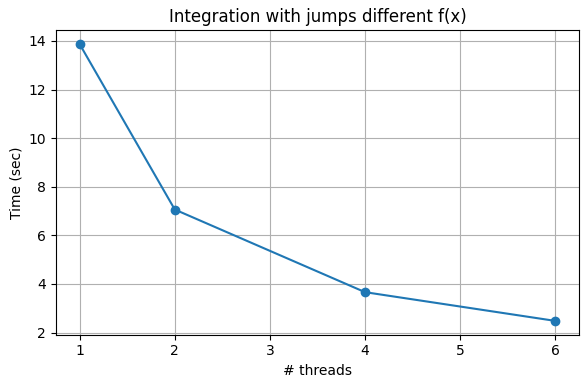 Integration with jumps different f(x)
Time (sec)
14
12
10
8
6
4
2
1 2 3 4 5 6
# threads